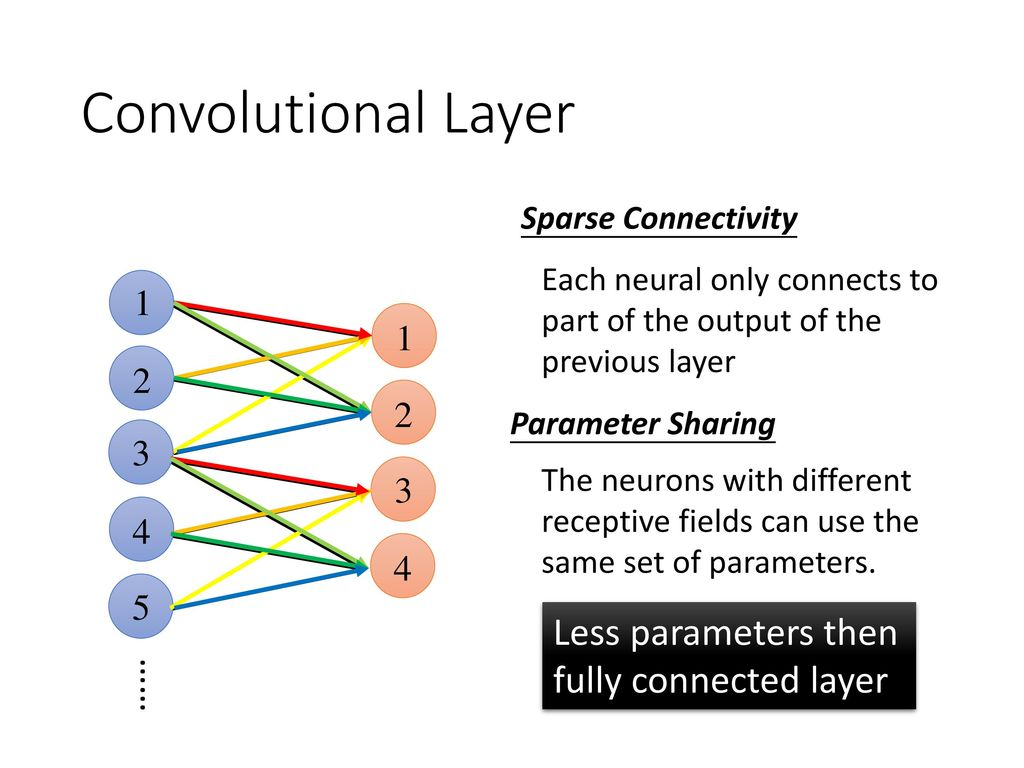 Convolutional Layer
1
2
3
4
5
......
1
2
3
4
Sparse Connectivity
Each neural only connects to
part of the output of the
previous layer
Parameter Sharing
The neurons with different
receptive fields can use the
same set of parameters.
Less parameters then
fully connected layer